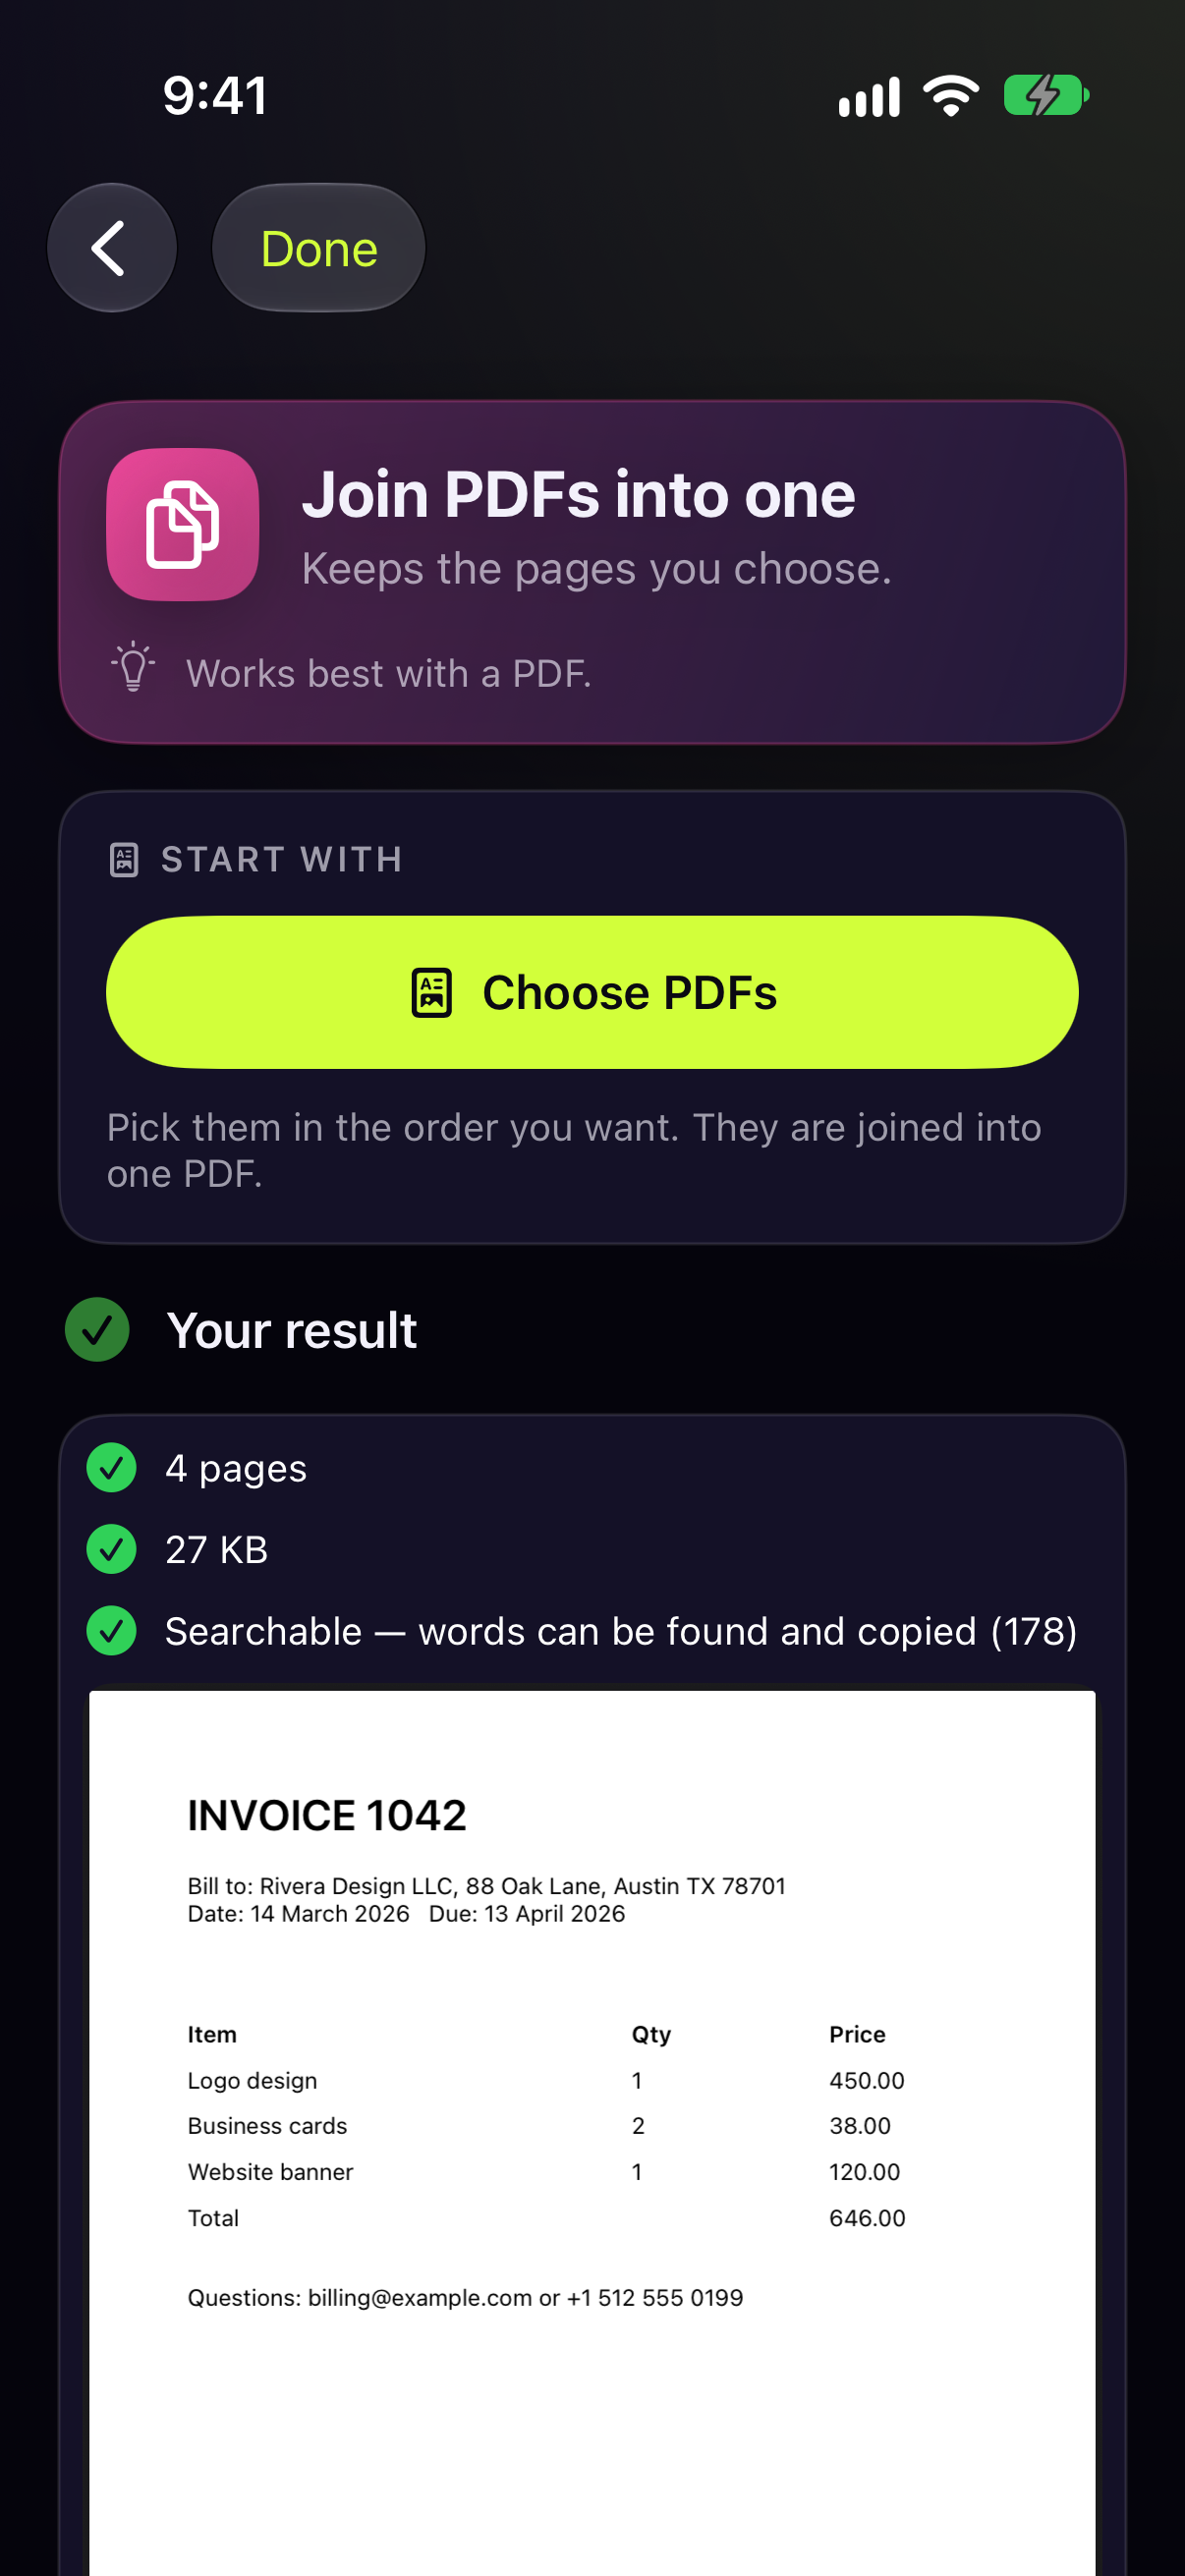 9:41
Done
Join PDFs into one
Keeps the pages you choose.
Works best with a PDF.
START WITH
Choose PDFs
Pick them in the order you want. They are joined into
one PDF.
Your result
4 pages
27 KB
Searchable — words can be found and copied (178)
INVOICE 1042
Bill to: Rivera Design LLC, 88 Oak Lane, Austin TX 78701
Date: 14 March 2026   Due: 13 April 2026
Item Qty Price
Logo design 1 450.00
Business cards 2 38.00
Website banner 1 120.00
Total 646.00
Questions: billing@example.com or +1 512 555 0199